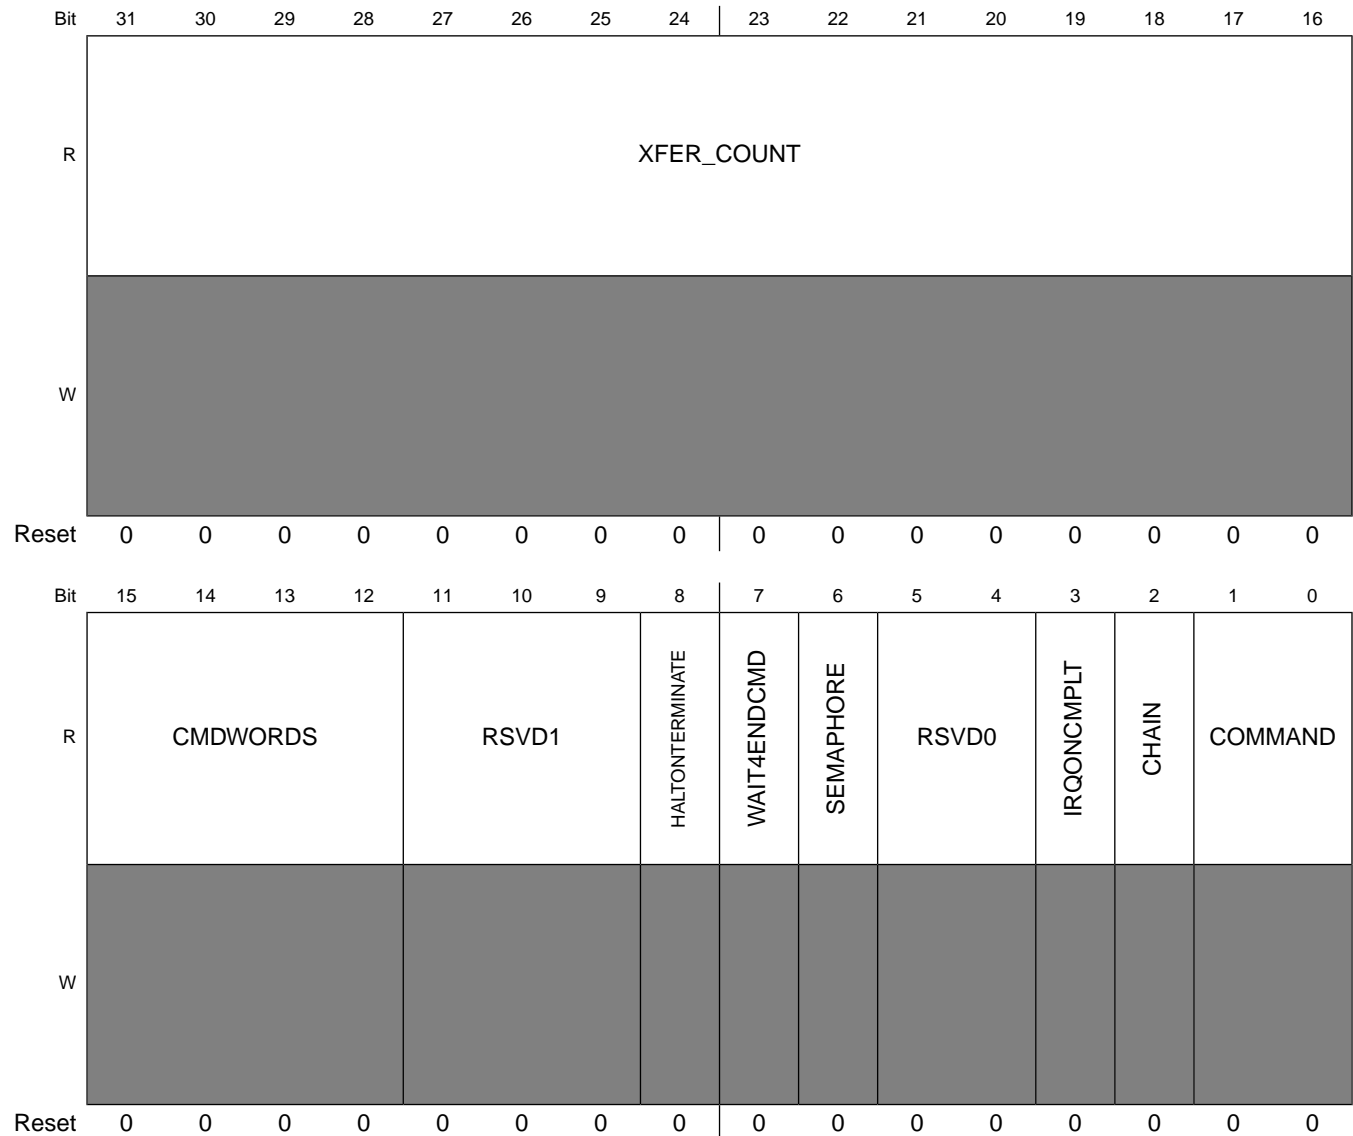 Bit 31 30 29 28 27 26 25 24 23 22 21 20 19 18 17 16
R XFER_COUNT
W
Reset 0 0 0 0 0 0 0 0 0 0 0 0 0 0 0 0
Bit 15 14 13 12 11 10 9 8 7 6 5 4 3 2 1 0
R CMDWORDS RSVD1 HALTONTERMINATE WAIT4ENDCMD SEMAPHORE RSVD0 IRQONCMPLT CHAIN COMMAND
W
Reset 0 0 0 0 0 0 0 0 0 0 0 0 0 0 0 0